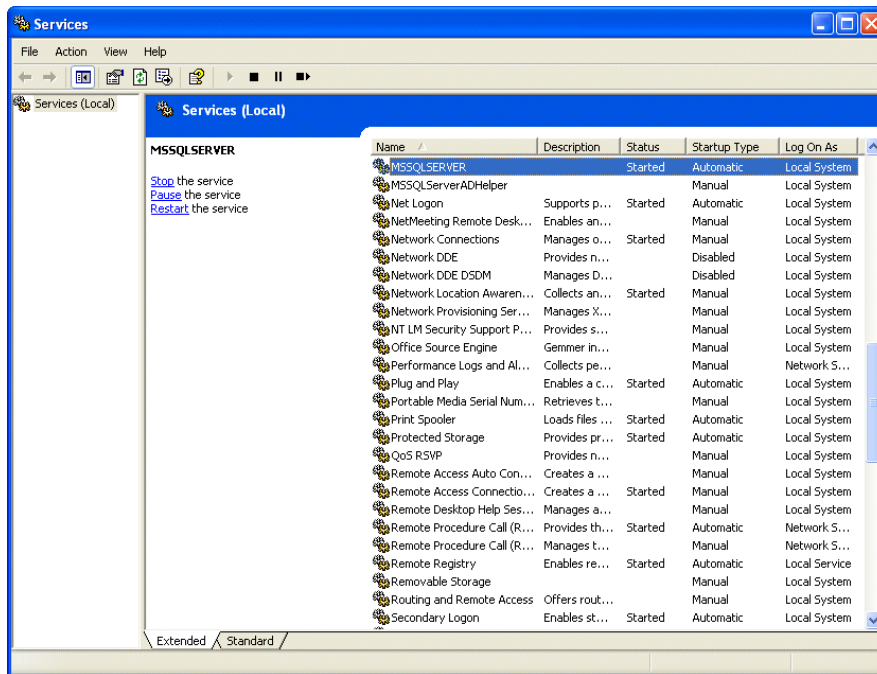 Services
File Action View Help
Services (Local)
Services (Local)
MSSQLSERVER
Stop the service
Pause the service
Restart the service
Name Description Status Startup Type Log On As
MSSQLSERVER Started Automatic Local System
MSSQLServerADHelper Manual Local System
Net Logon Supports p... Started Automatic Local System
NetMeeting Remote Desk... Enables an... Manual Local System
Network Connections Manages o... Started Manual Local System
Network DDE Provides n... Disabled Local System
Network DDE DSDM Manages D... Disabled Local System
Network Location Awaren... Collects an... Started Manual Local System
Network Provisioning Ser... Manages X... Manual Local System
NT LM Security Support P... Provides s... Manual Local System
Office Source Engine Gemmer in... Manual Local System
Performance Logs and Al... Collects pe... Manual Network S...
Plug and Play Enables a c... Started Automatic Local System
Portable Media Serial Num... Retrieves t... Manual Local System
Print Spooler Loads files ... Started Automatic Local System
Protected Storage Provides pr... Started Automatic Local System
QoS RSVP Provides n... Manual Local System
Remote Access Auto Con... Creates a ... Manual Local System
Remote Access Connectio... Creates a ... Started Manual Local System
Remote Desktop Help Ses... Manages a... Manual Local System
Remote Procedure Call (R... Provides th... Started Automatic Network S...
Remote Procedure Call (R... Manages t... Manual Network S...
Remote Registry Enables re... Started Automatic Local Service
Removable Storage Manual Local System
Routing and Remote Access Offers rout... Manual Local System
Secondary Logon Enables st... Started Automatic Local System
Extended Standard